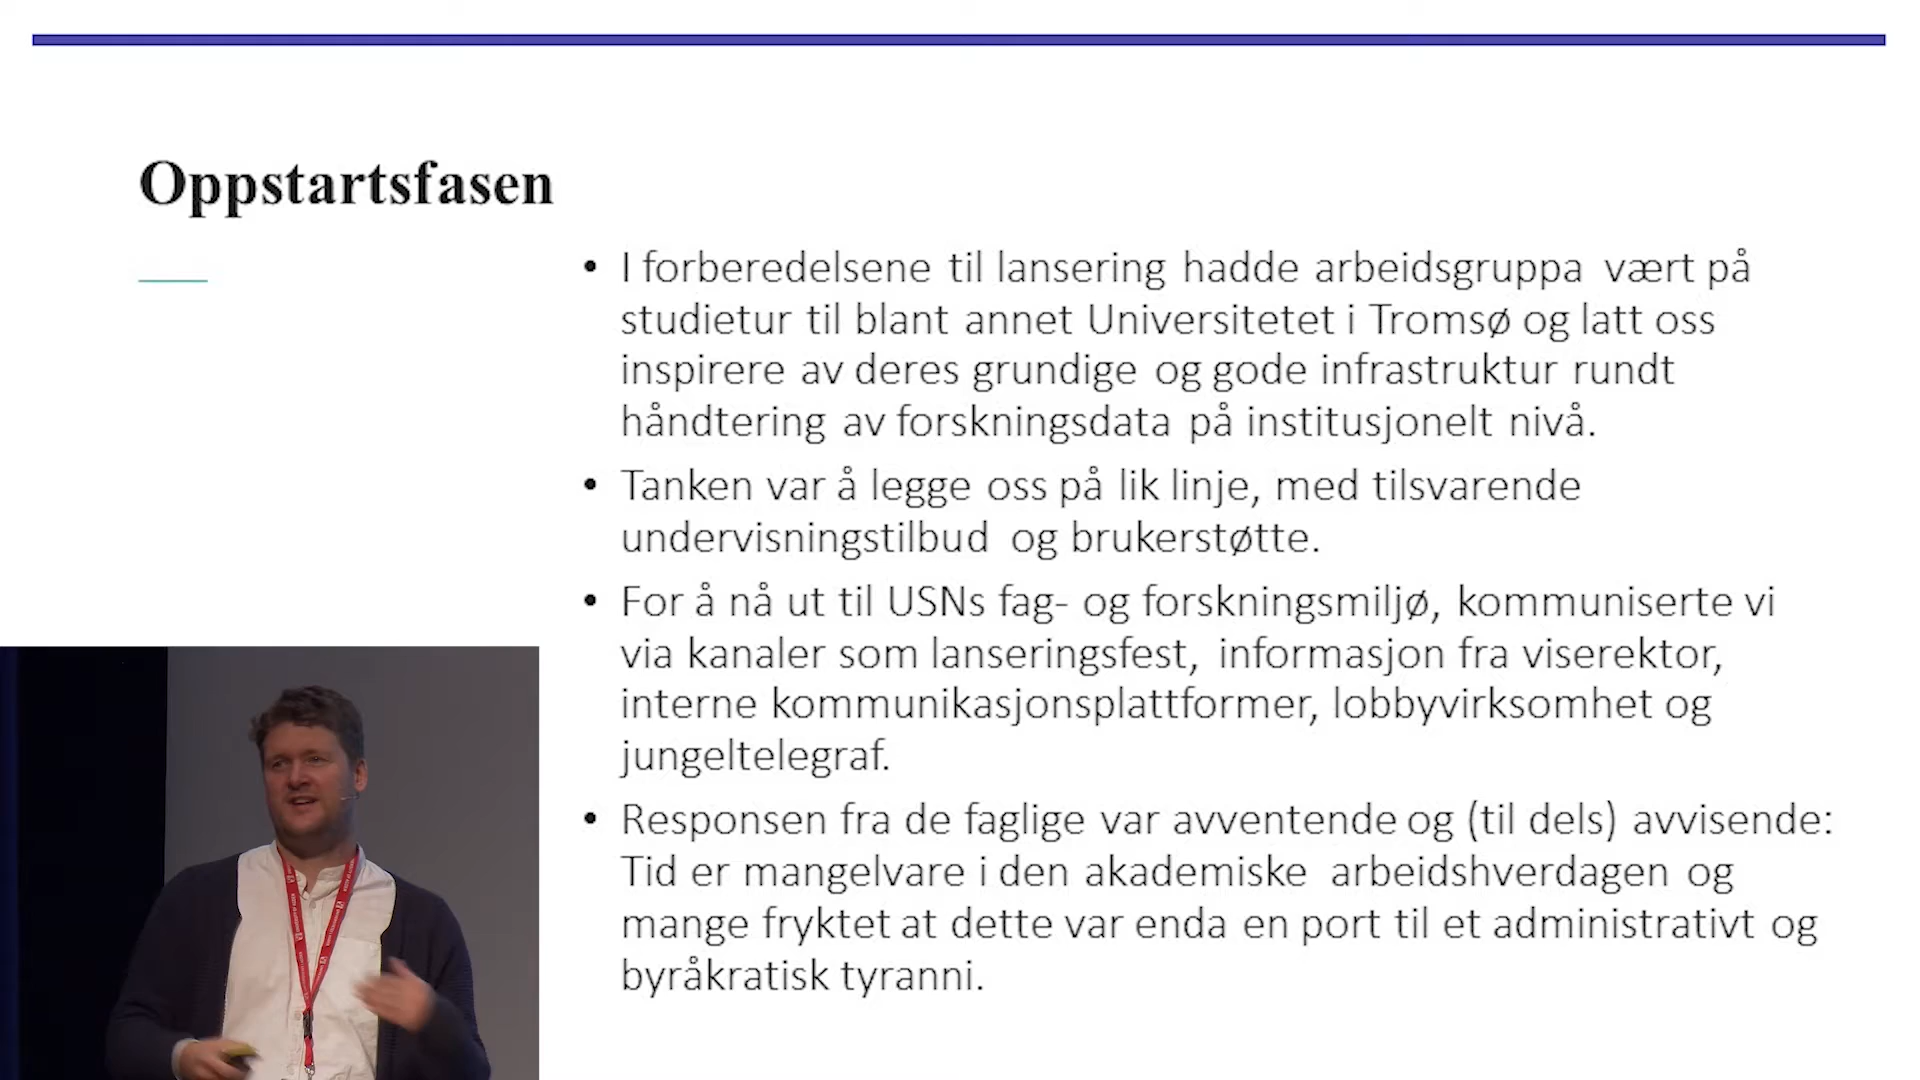 Oppstartsfasen
• I forberedelsene til lansering hadde arbeidsgruppa vært på
studietur til blant annet Universitetet i Tromsø og latt oss
inspirere av deres grundige og gode infrastruktur rundt
håndtering av forskningsdata på institusjonelt nivå.
• Tanken var å legge oss på lik linje, med tilsvarende
undervisningstilbud og brukerstøtte.
• For å nå ut til USNs fag- og forskningsmiljø, kommuniserte vi
via kanaler som lanseringsfest, informasjon fra viserektor,
interne kommunikasjonsplattformer, lobbyvirksomhet og
jungeltelegraf.
• Responsen fra de faglige var avventende og (til dels) avvisende:
Tid er mangelvare i den akademiske arbeidshverdagen og
mange fryktet at dette var enda en port til et administrativt og
byråkratisk tyranni.